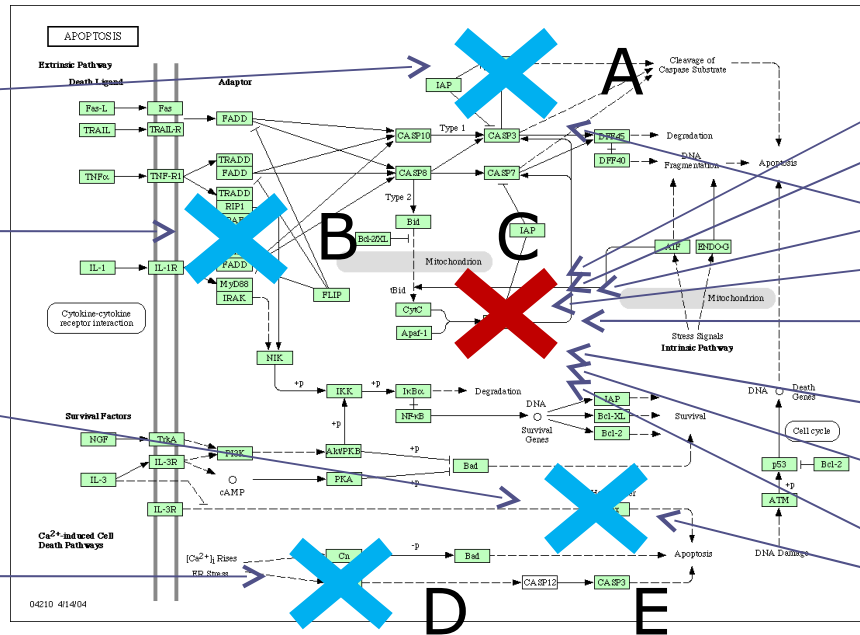 APOPTOSIS
Extrinsic Pathway
Death Ligand
Adaptor
A
Cleavage of
Caspase Substrate
IAP
Fas-L
Fas
FADD
TRAIL
TRAIL-R
CASP10
Type 1
CASP3
DFF45
Degradation
TRADD
FADD
DFF40
DNA
Fragmentation
Apoptosis
TNFα
TNF-R1
CASP8
CASP7
TRADD
RIP1
Type 2
B
C
Bid
IAP
Bcl-2/XL
AIF
ENDO-G
Mitochondrion
IL-1
IL-1R
FADD
MyD88
IRAK
FLIP
tBid
Mitochondrion
CytC
Apaf-1
Cytokine-cytokine
receptor interaction
Stress Signals
Intrinsic Pathway
NIK
+p
IKK
+p
IκBα
Degradation
NFκB
DNA
Survival
Genes
IAP
Bcl-XL
Bcl-2
Survival
DNA
Death
Genes
Cell cycle
Survival Factors
NGF
TrkA
PI3K
+p
Akt/PKB
+p
IL-3R
IL-3
cAMP
PKA
+p
Bad
p53
Bcl-2
+p
ATM
IL-3R
DNA Damage
Ca2+-induced Cell
Death Pathways
[Ca2+]i Rises
ER Stress
Cn
-p
Bad
Apoptosis
CASP12
CASP3
D
E
04210 4/14/04